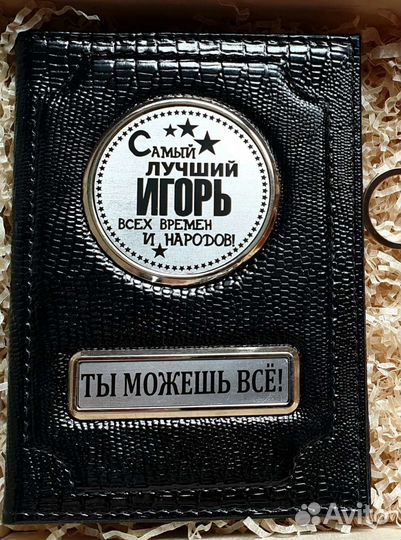 Самый
лучший
ИГОРЬ
всех времен
и народов!
ТЫ МОЖЕШЬ ВСЁ!
Avito